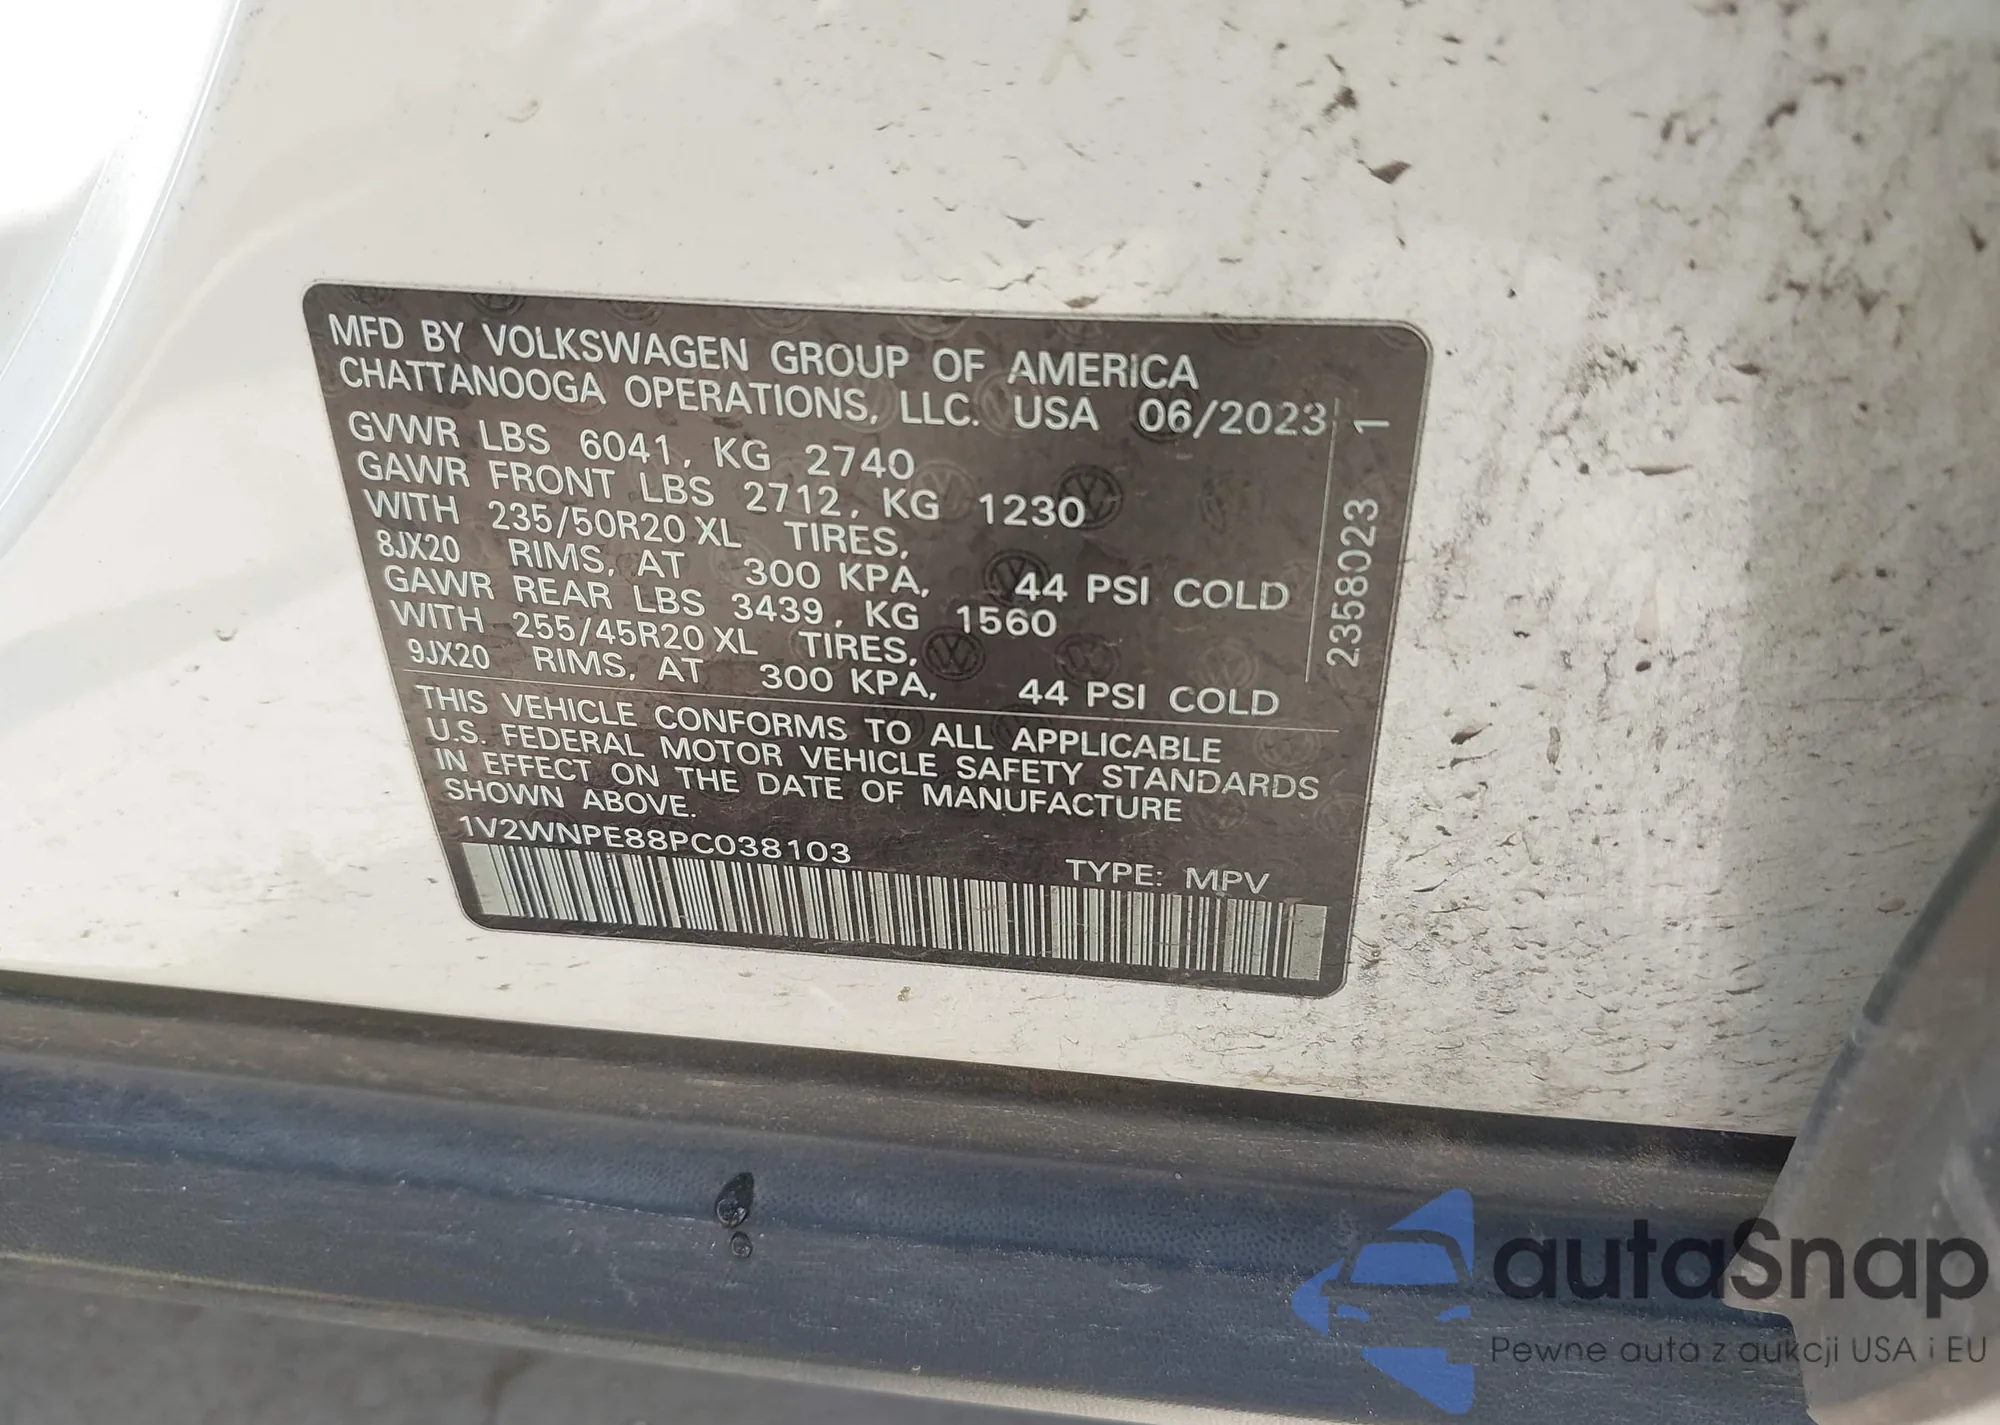 MFD BY VOLKSWAGEN GROUP OF AMERICA
CHATTANOOGA OPERATIONS, LLC. USA 06/2023
GVWR LBS 6041, KG 2740
GAWR FRONT LBS 2712, KG 1230
WITH 235/50R20 XL TIRES,
8JX20 RIMS, AT 300 KPA, 44 PSI COLD
GAWR REAR LBS 3439, KG 1560
WITH 255/45R20 XL TIRES,
9JX20 RIMS, AT 300 KPA, 44 PSI COLD
THIS VEHICLE CONFORMS TO ALL APPLICABLE
U.S. FEDERAL MOTOR VEHICLE SAFETY STANDARDS
IN EFFECT ON THE DATE OF MANUFACTURE
SHOWN ABOVE.
1V2WNPE88PC038103 TYPE: MPV
2358023 1
autaSnap
Pewne auta z aukcji USA i EU